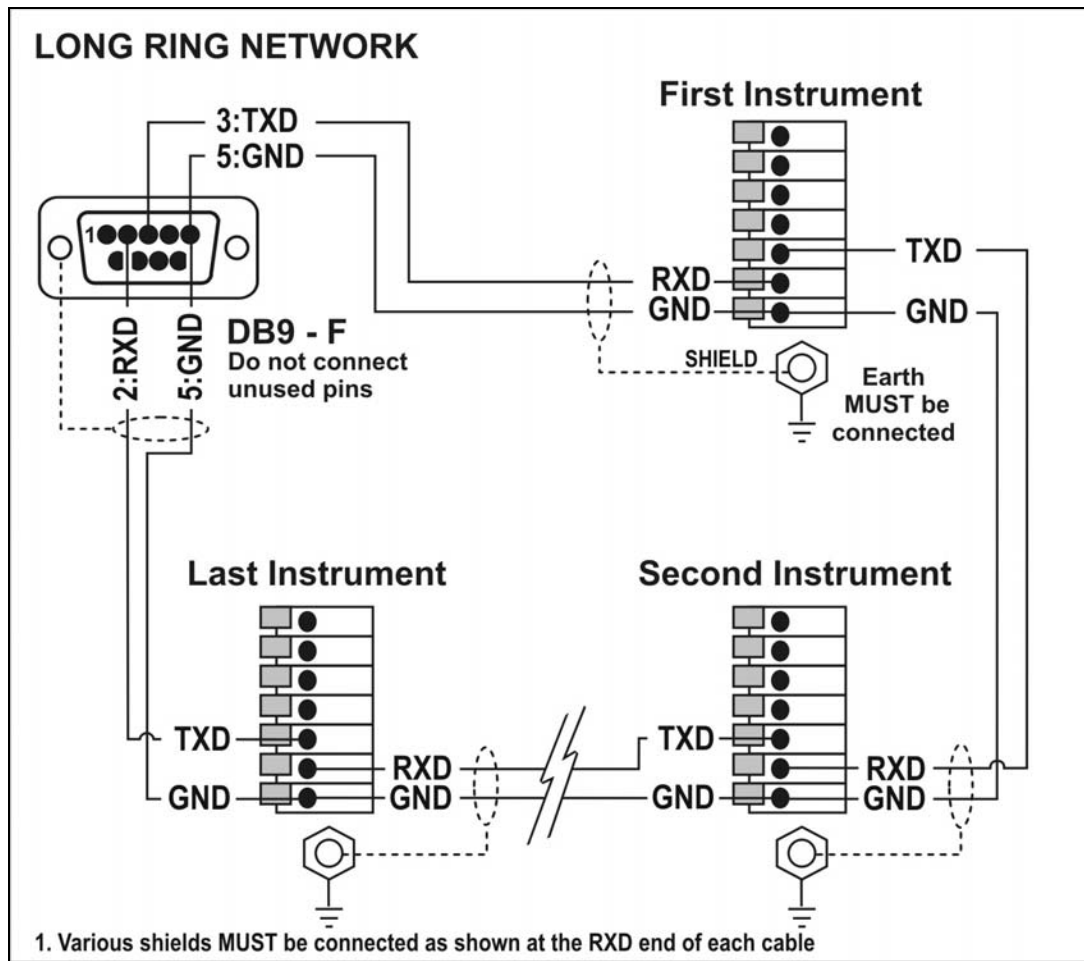 LONG RING NETWORK
First Instrument
3:TXD
5:GND
1
TXD
RXD
GND
GND
SHIELD
Earth
MUST be
connected
DB9 - F
Do not connect
unused pins
2:RXD
5:GND
Last Instrument
Second Instrument
TXD
RXD
GND
GND
TXD
RXD
GND
GND
1. Various shields MUST be connected as shown at the RXD end of each cable